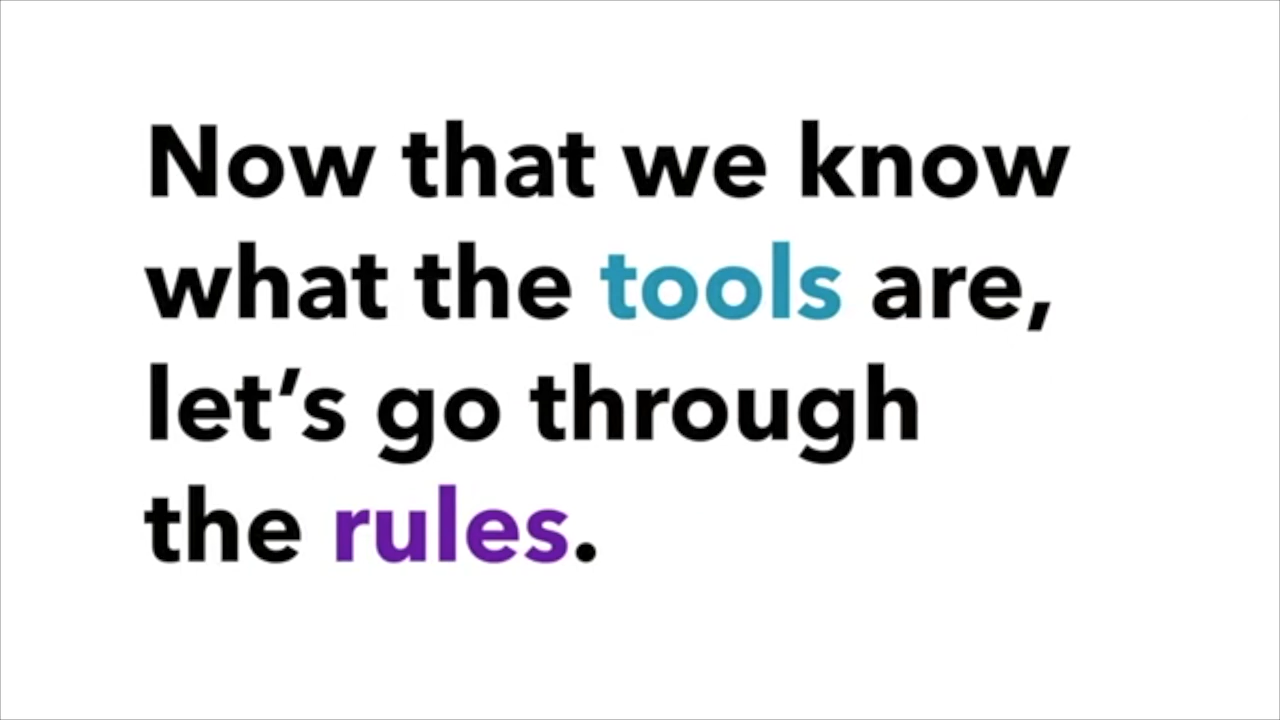 Now that we know
what the tools are,
let’s go through
the rules.